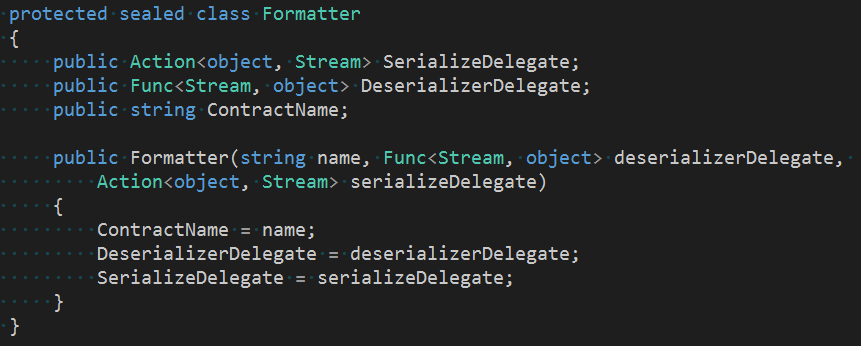 protected sealed class Formatter
{
    public Action<object, Stream> SerializeDelegate;
    public Func<Stream, object> DeserializerDelegate;
    public string ContractName;

    public Formatter(string name, Func<Stream, object> deserializerDelegate,
        Action<object, Stream> serializeDelegate)
    {
        ContractName = name;
        DeserializerDelegate = deserializerDelegate;
        SerializeDelegate = serializeDelegate;
    }
}